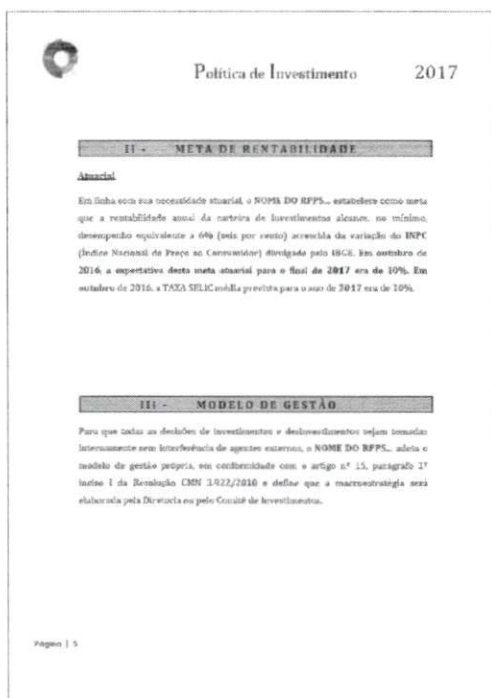 Política de Investimento 2017
II - META DE RENTABILIDADE
Atuarial
Em linha com sua necessidade atuarial, o NOME DO RPPS... estabelece como meta
que a rentabilidade anual da carteira de investimentos alcance, no mínimo,
desempenho equivalente a 6% (seis por cento) acrescida da variação do INPC
(Índice Nacional de Preço ao Consumidor) divulgado pelo IBGE. Em outubro de
2016, a expectativa desta meta atuarial para o final de 2017 era de 10%. Em
outubro de 2016, a TAXA SELIC média prevista para o ano de 2017 era de 10%.
III - MODELO DE GESTÃO
Para que todas as decisões de investimentos e desinvestimentos sejam tomadas
internamente sem interferência de agentes externos, o NOME DO RPPS... adota o
modelo de gestão própria, em conformidade com o artigo nº 15, parágrafo 1º
inciso I da Resolução CMN 3.922/2010 e define que a macroestratégia será
elaborada pela Diretoria ou pelo Comitê de Investimentos.
Página | 5